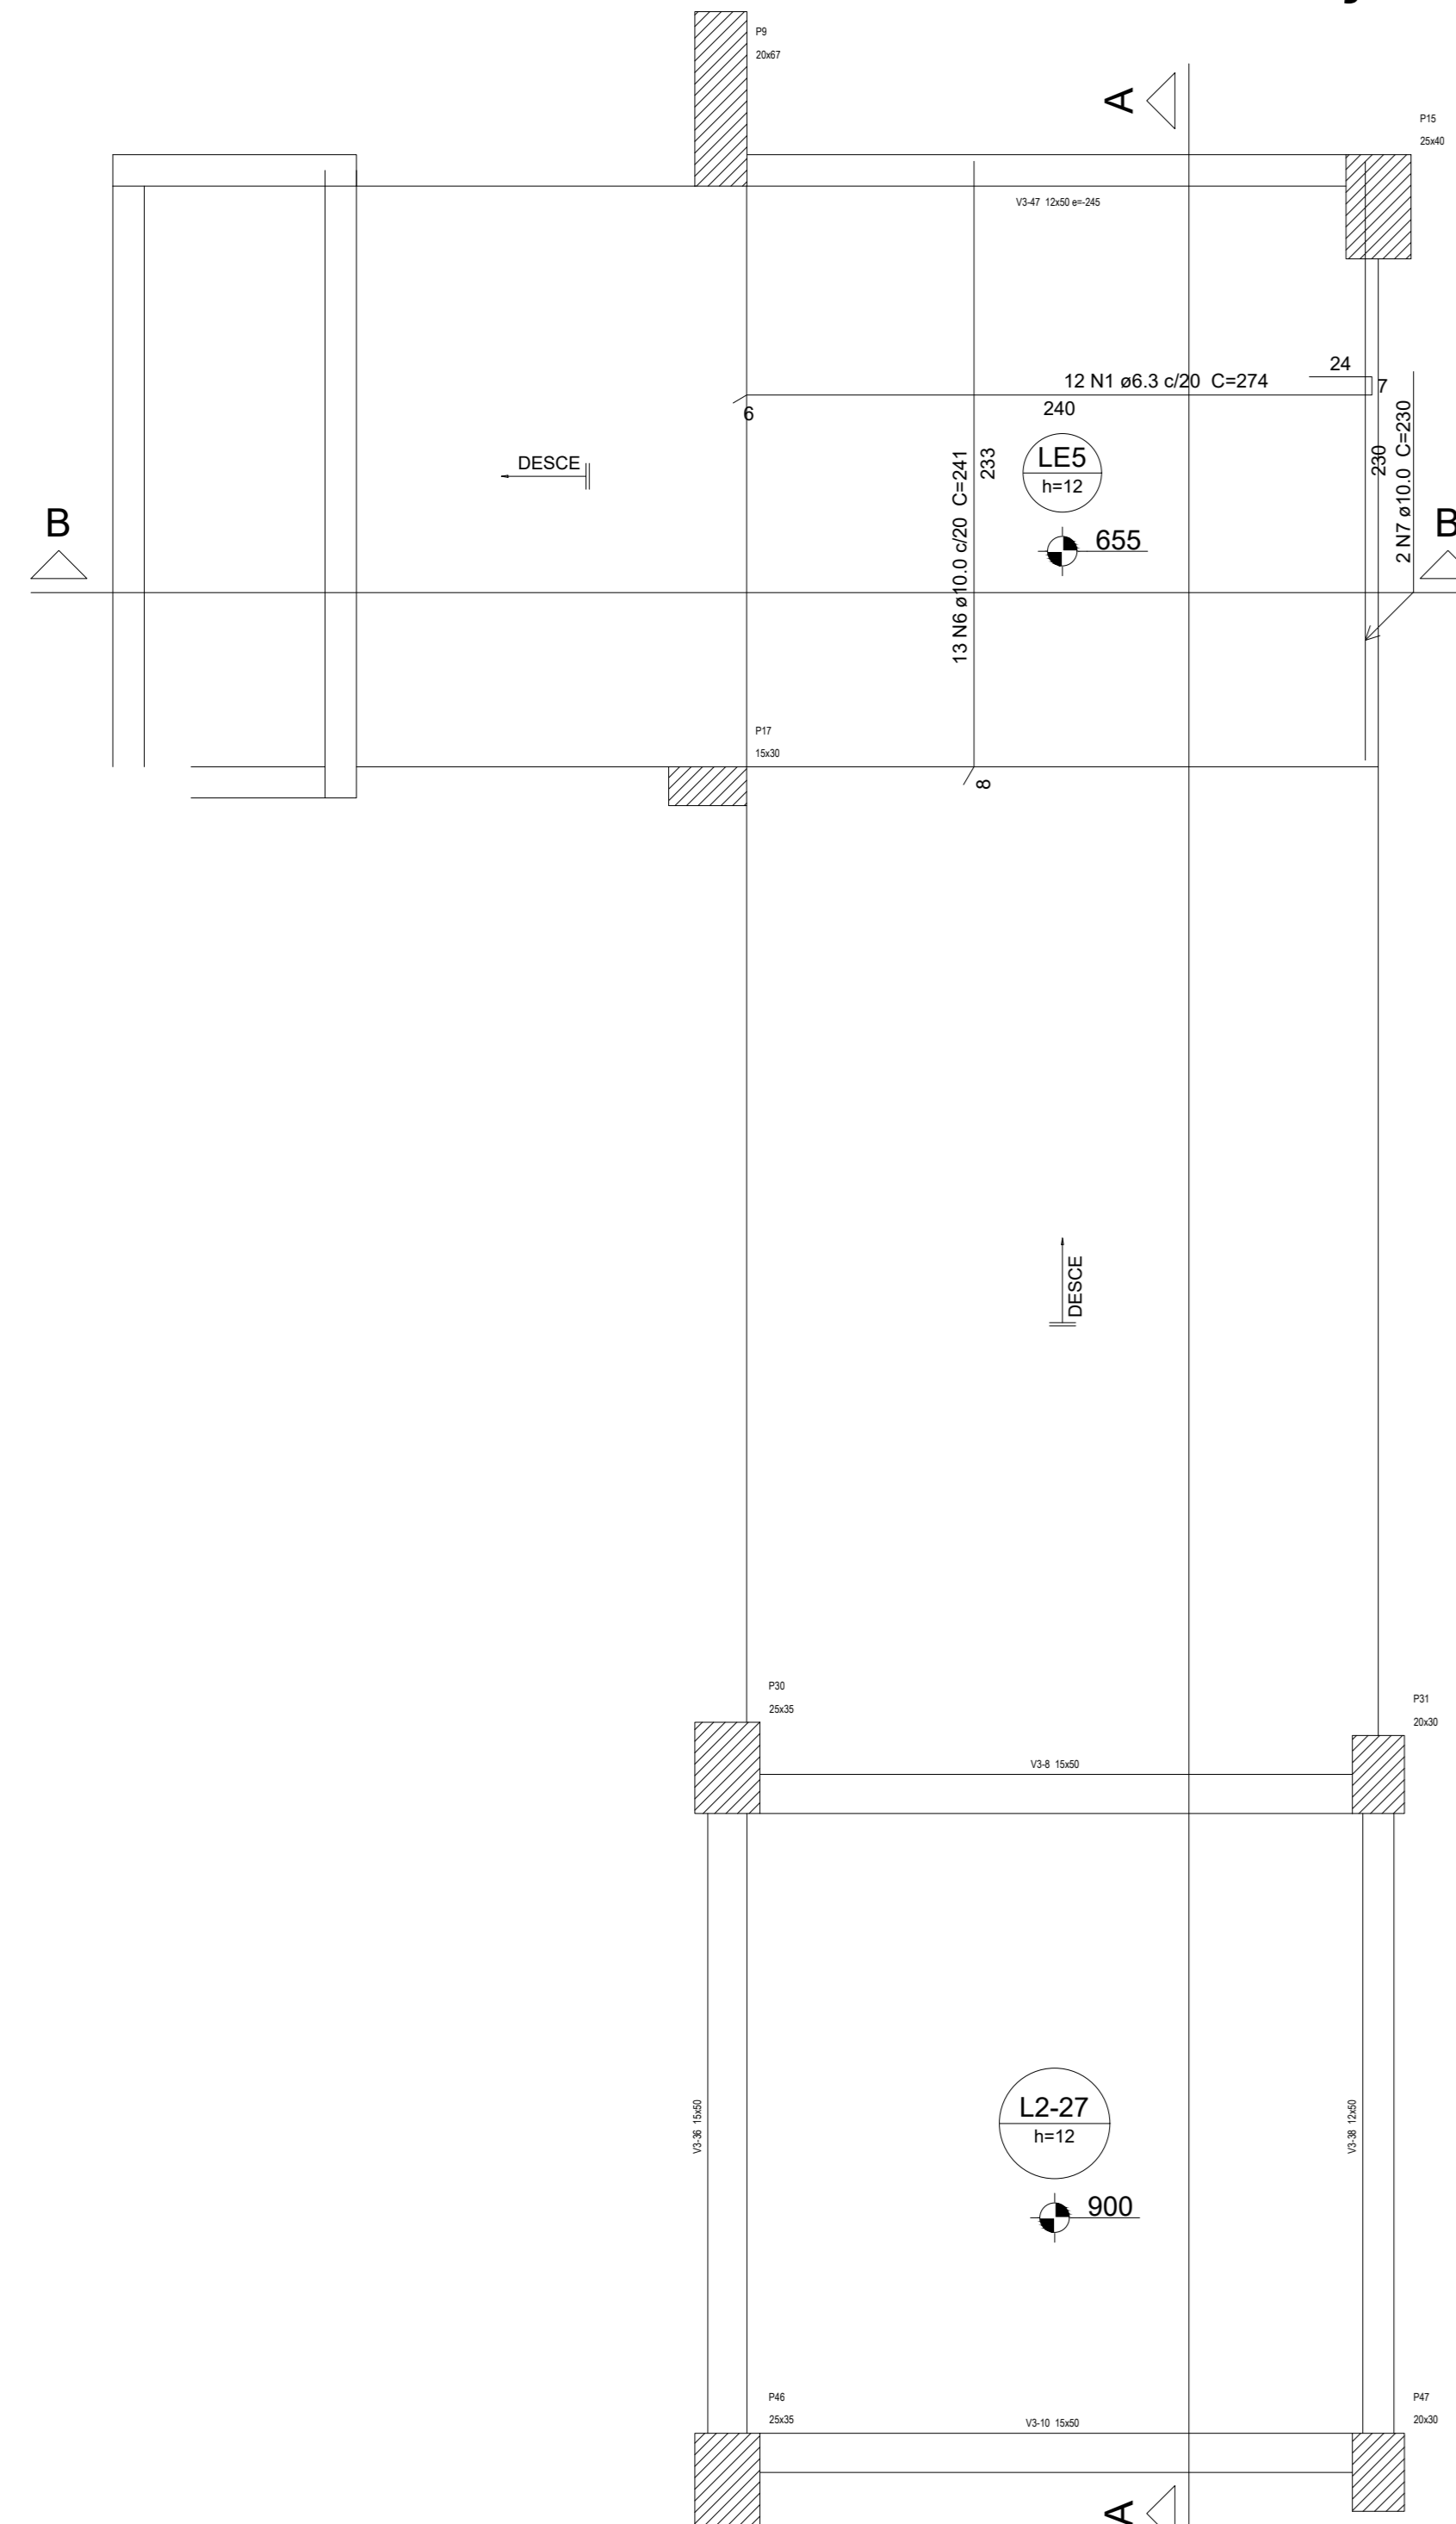 P9
20x67
A
P15
25x40
V3-47 12x50 e=-245
24
12 N1 ø6.3 c/20 C=274
7
240
6
2 N7 ø10.0 C=230
230
13 N6 ø10.0 c/20 C=241
233
LE5
h=12
DESCE
B
B
655
P17
15x30
8
DESCE
P30
25x35
P31
20x30
V3-8 15x50
V3-36 15x50
V3-38 12x50
L2-27
h=12
900
P46
25x35
P47
20x30
V3-10 15x50
A